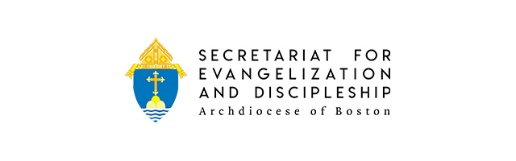 SECRETARIAT FOR
EVANGELIZATION
AND DISCIPLESHIP
Archdiocese of Boston